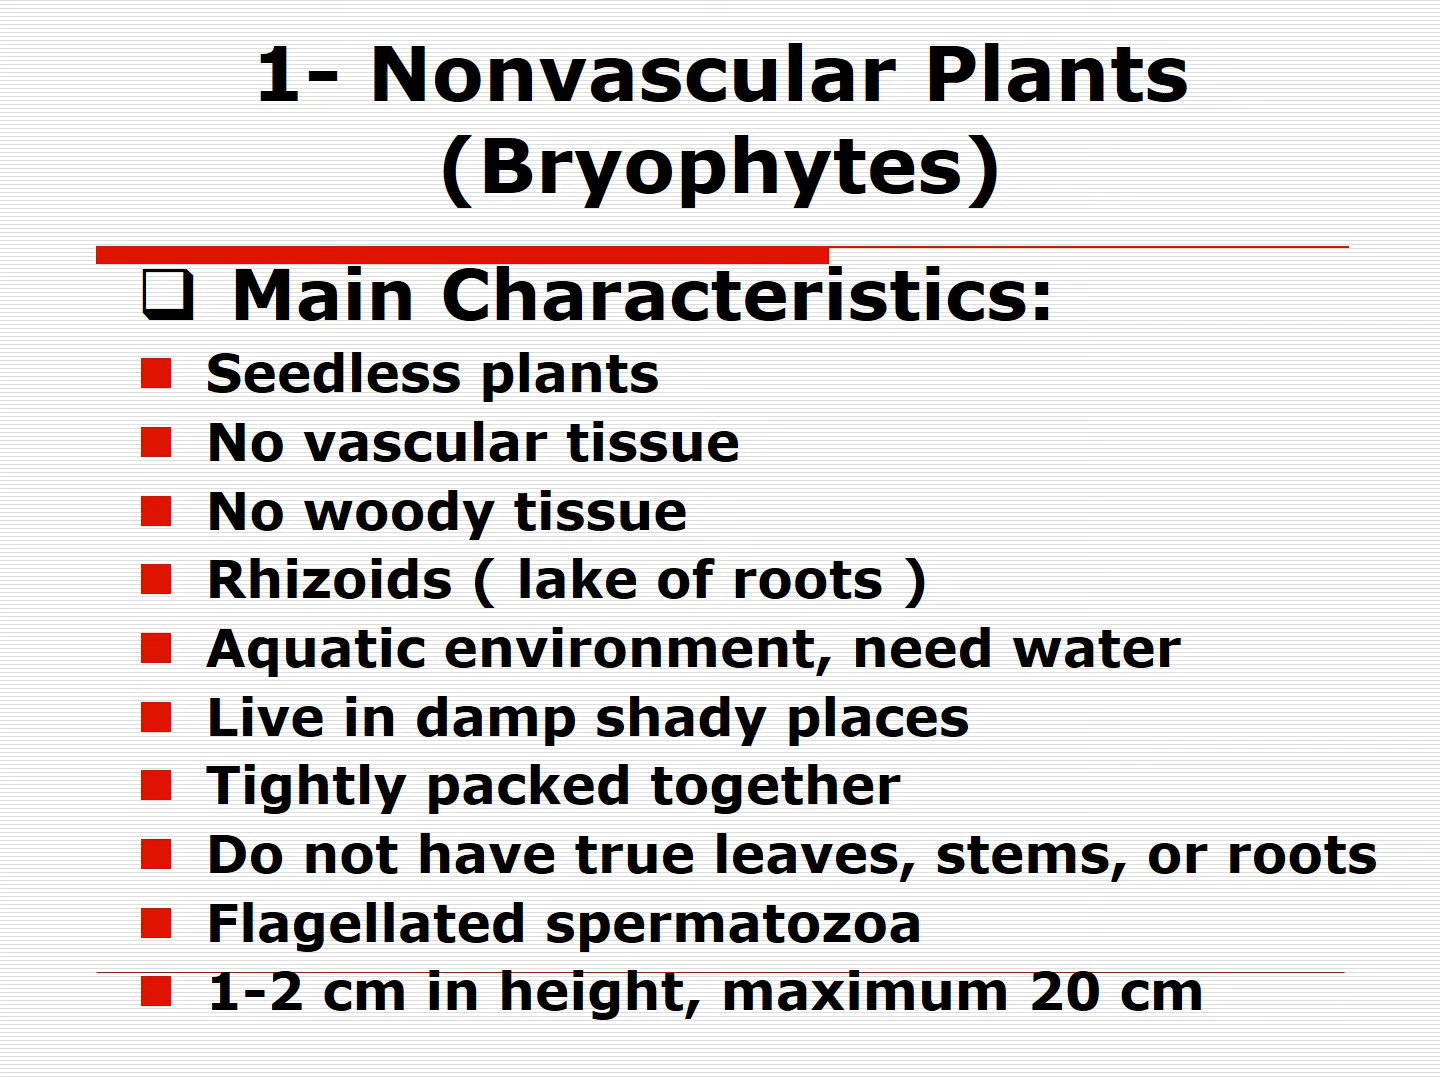 1- Nonvascular Plants
(Bryophytes)
Main Characteristics:
Seedless plants
No vascular tissue
No woody tissue
Rhizoids ( lake of roots )
Aquatic environment, need water
Live in damp shady places
Tightly packed together
Do not have true leaves, stems, or roots
Flagellated spermatozoa
1-2 cm in height, maximum 20 cm